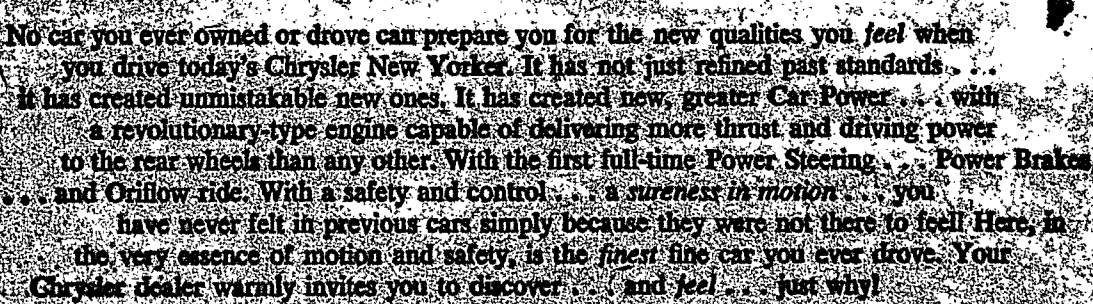 No car you ever owned or drove can prepare you for the new qualities you feel when
you drive today's Chrysler New Yorker. It has not just refined past standards . . .
it has created unmistakable new ones. It has created new, greater Car Power . . . with
a revolutionary-type engine capable of delivering more thrust and driving power
to the rear wheels than any other. With the first full-time Power Steering . . . Power Brakes
. . . and Oriflow ride. With a safety and control . . . a sureness in motion . . . you
have never felt in previous cars simply because they were not there to feel! Here, in
the very essence of motion and safety, is the finest fine car you ever drove. Your
Chrysler dealer warmly invites you to discover . . . and feel . . . just why!